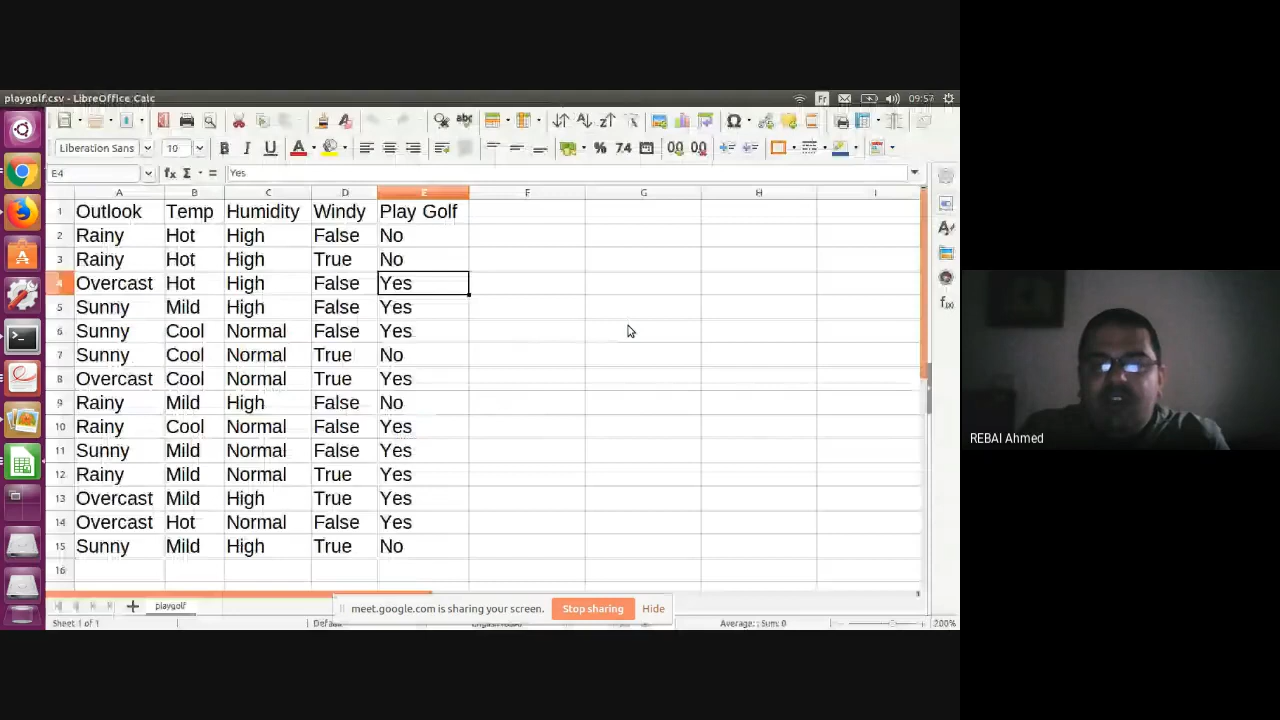 playgolf.csv - LibreOffice Calc
Fr
09:57
Liberation Sans
10
B I U
E4
Yes
A B C D E F G H I
1 Outlook Temp Humidity Windy Play Golf
2 Rainy Hot High False No
3 Rainy Hot High True No
4 Overcast Hot High False Yes
5 Sunny Mild High False Yes
6 Sunny Cool Normal False Yes
7 Sunny Cool Normal True No
8 Overcast Cool Normal True Yes
9 Rainy Mild High False No
10 Rainy Cool Normal False Yes
11 Sunny Mild Normal False Yes
12 Rainy Mild Normal True Yes
13 Overcast Mild High True Yes
14 Overcast Hot Normal False Yes
15 Sunny Mild High True No
16
REBAI Ahmed
playgolf
meet.google.com is sharing your screen.
Stop sharing
Hide
Sheet 1 of 1
Average: ; Sum: 0
200%